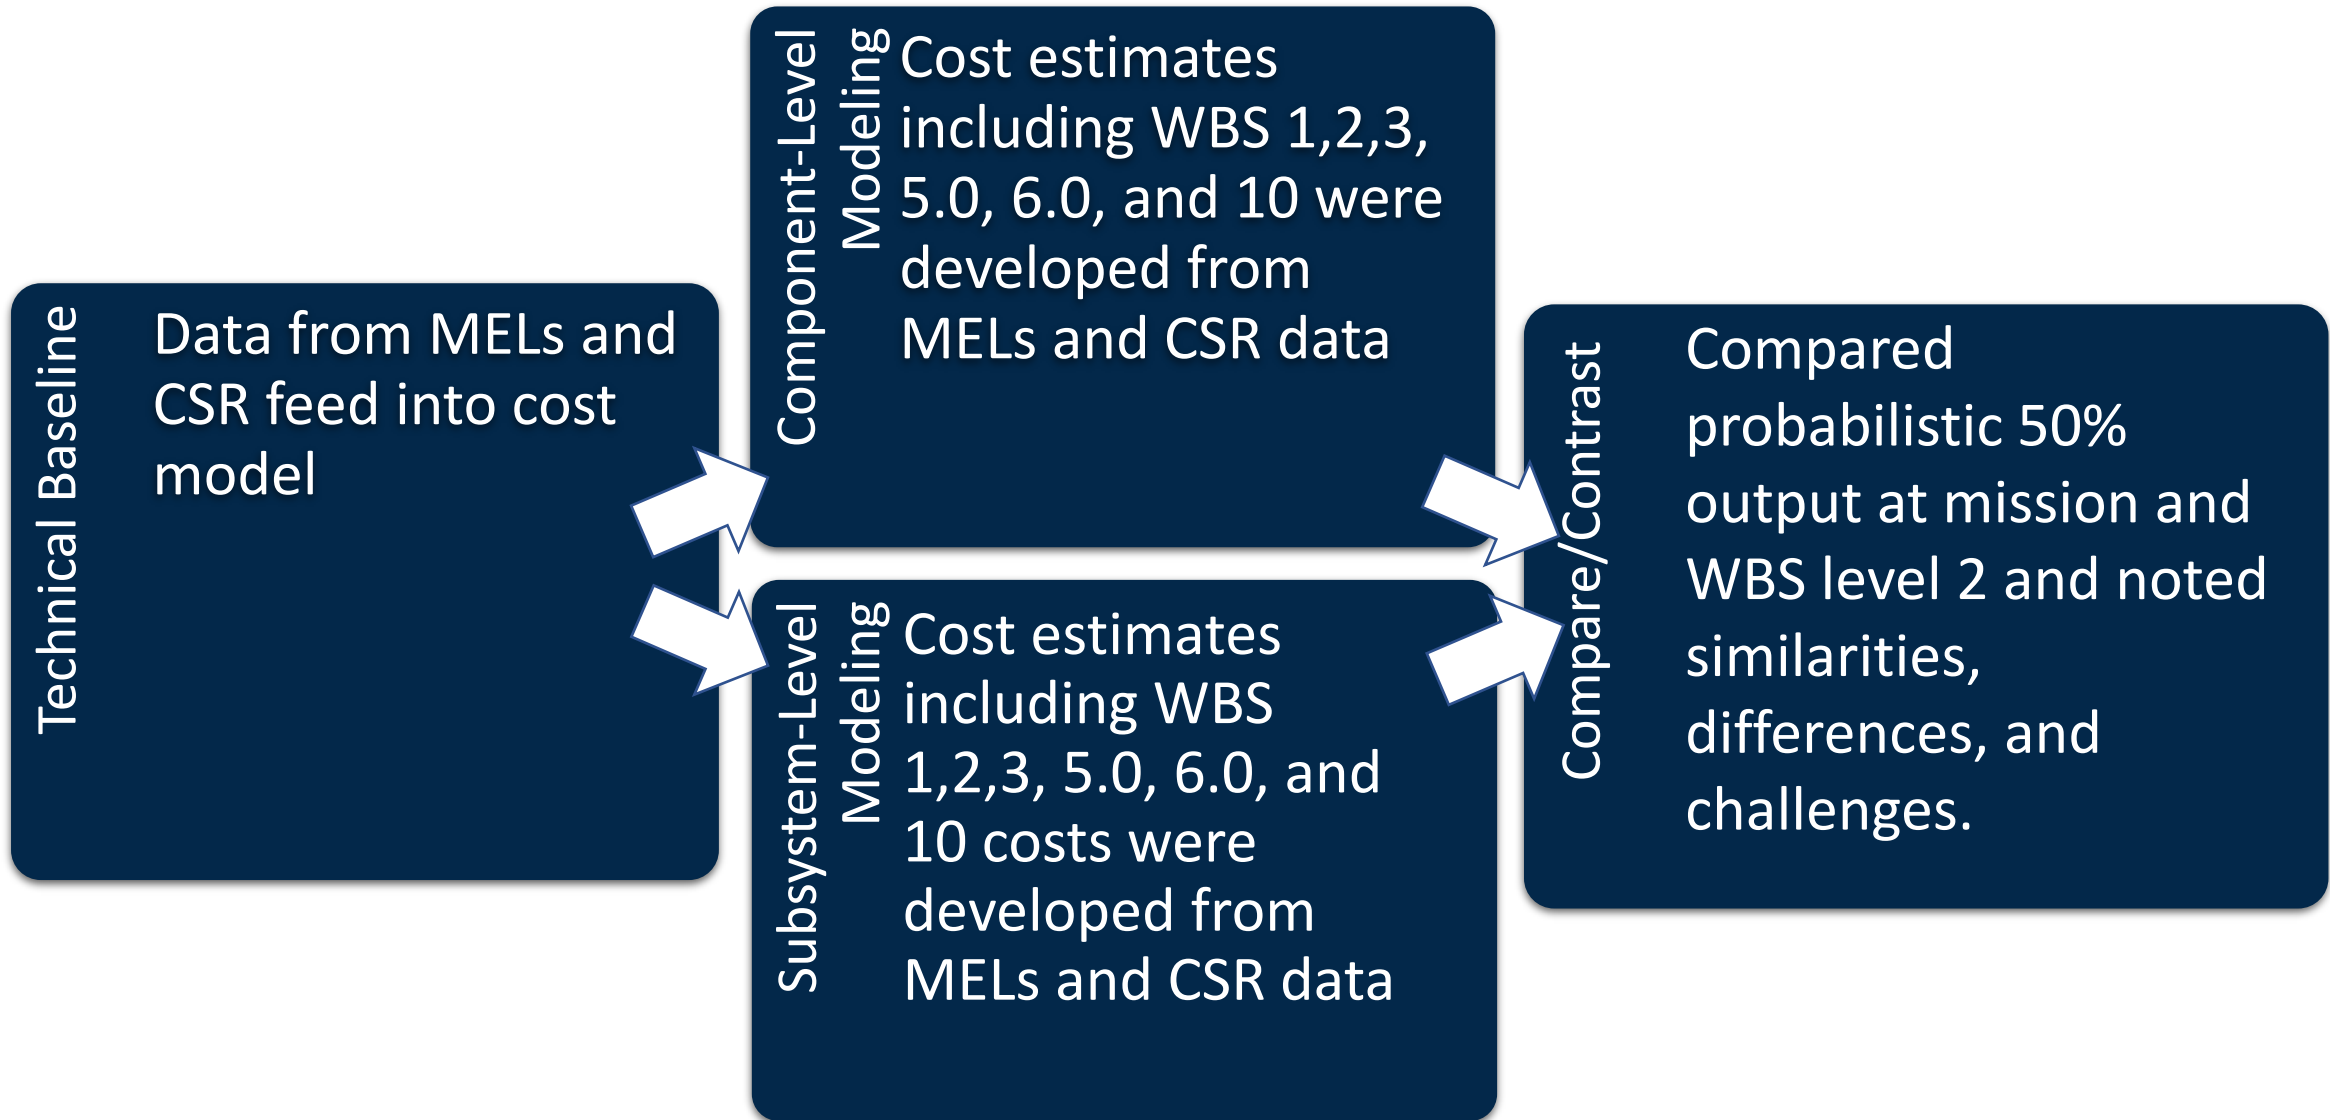 Technical Baseline
Data from MELs and
CSR feed into cost
model
Component-Level
Modeling
Cost estimates
including WBS 1,2,3,
5.0, 6.0, and 10 were
developed from
MELs and CSR data
Subsystem-Level
Modeling
Cost estimates
including WBS
1,2,3, 5.0, 6.0, and
10 costs were
developed from
MELs and CSR data
Compare/Contrast
Compared
probabilistic 50%
output at mission and
WBS level 2 and noted
similarities,
differences, and
challenges.